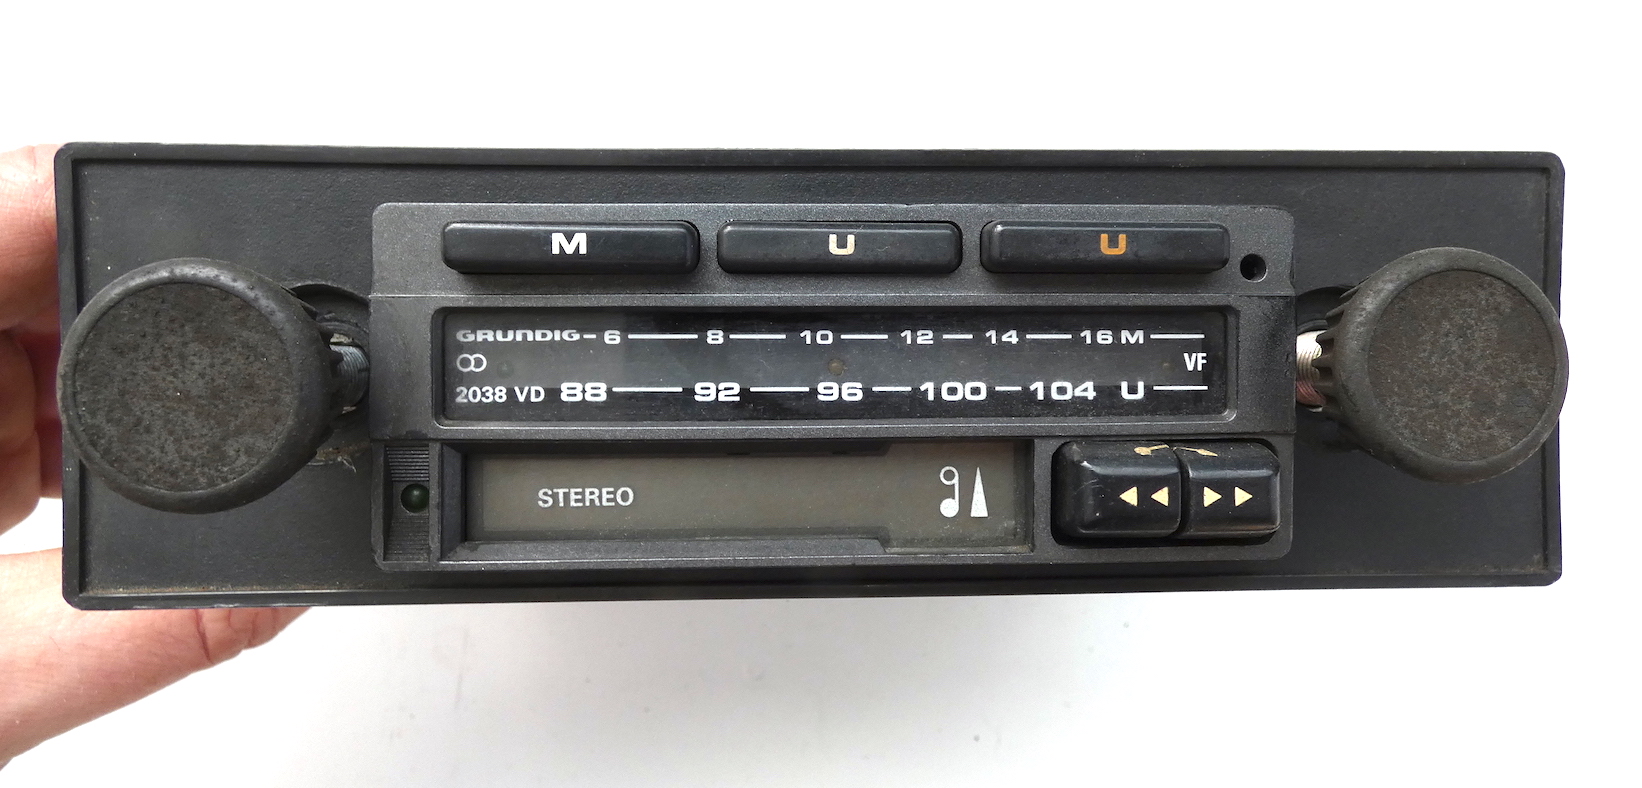 M U U
GRUNDIG 6 8 10 12 14 16 M
VF
2038 VD 88 92 96 100 104 U
STEREO